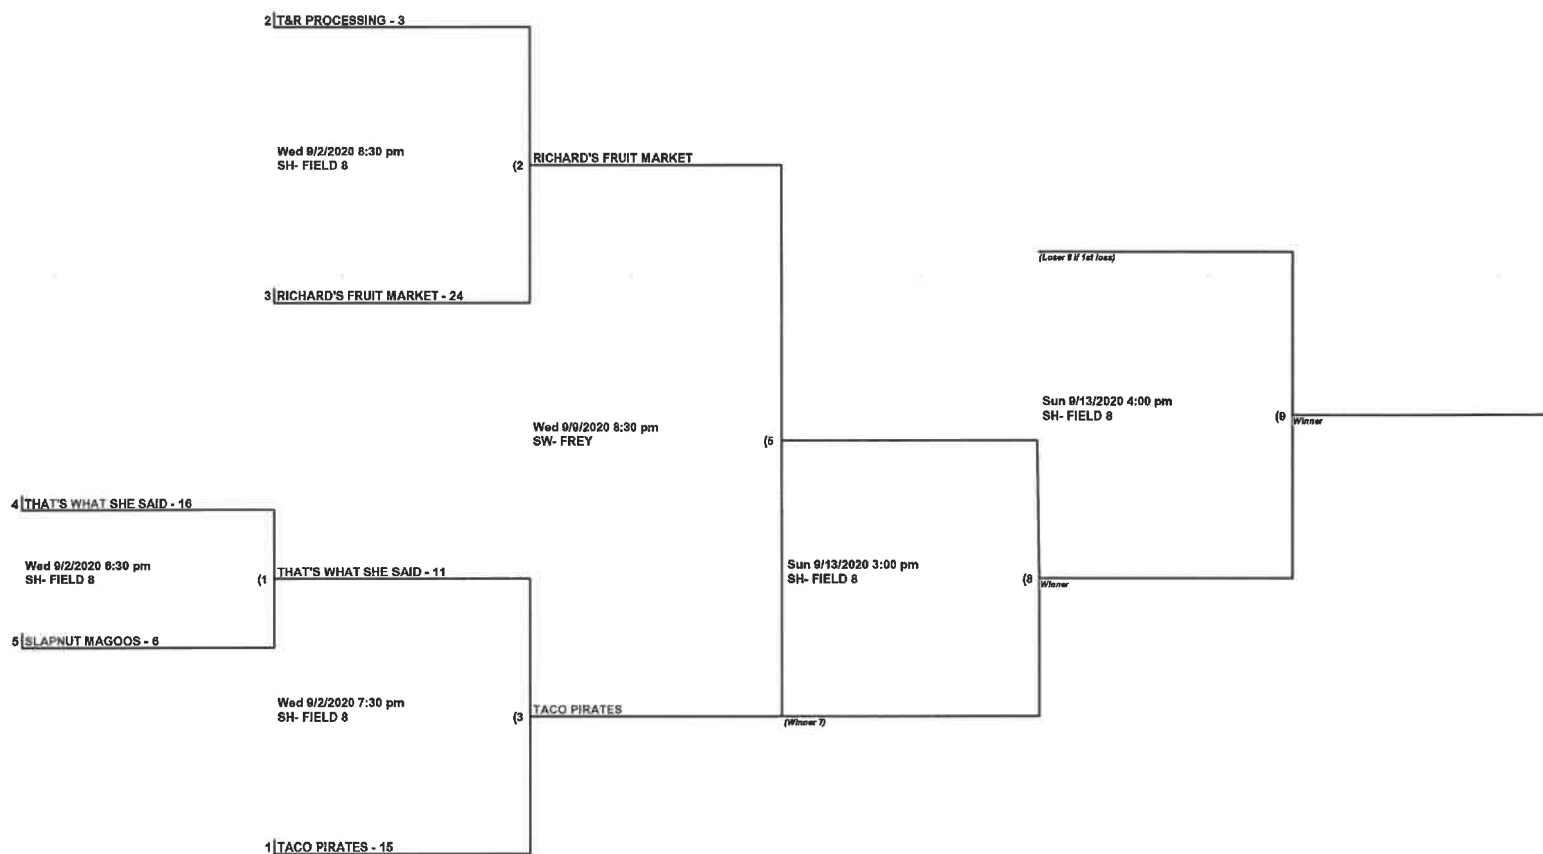 2 T&R PROCESSING - 3
Wed 9/2/2020 8:30 pm
SH- FIELD 8
(2
RICHARD'S FRUIT MARKET
3 RICHARD'S FRUIT MARKET - 24
(Loser 8 if 1st loss)
Sun 9/13/2020 4:00 pm
SH- FIELD 8
(9
Winner
Wed 9/9/2020 8:30 pm
SW- FREY
(5
4 THAT'S WHAT SHE SAID - 16
Wed 9/2/2020 6:30 pm
SH- FIELD 8
(1
THAT'S WHAT SHE SAID - 11
5 SLAPNUT MAGOOS - 6
Sun 9/13/2020 3:00 pm
SH- FIELD 8
(8
Winner
Wed 9/2/2020 7:30 pm
SH- FIELD 8
(3
TACO PIRATES
(Winner 7)
1 TACO PIRATES - 15